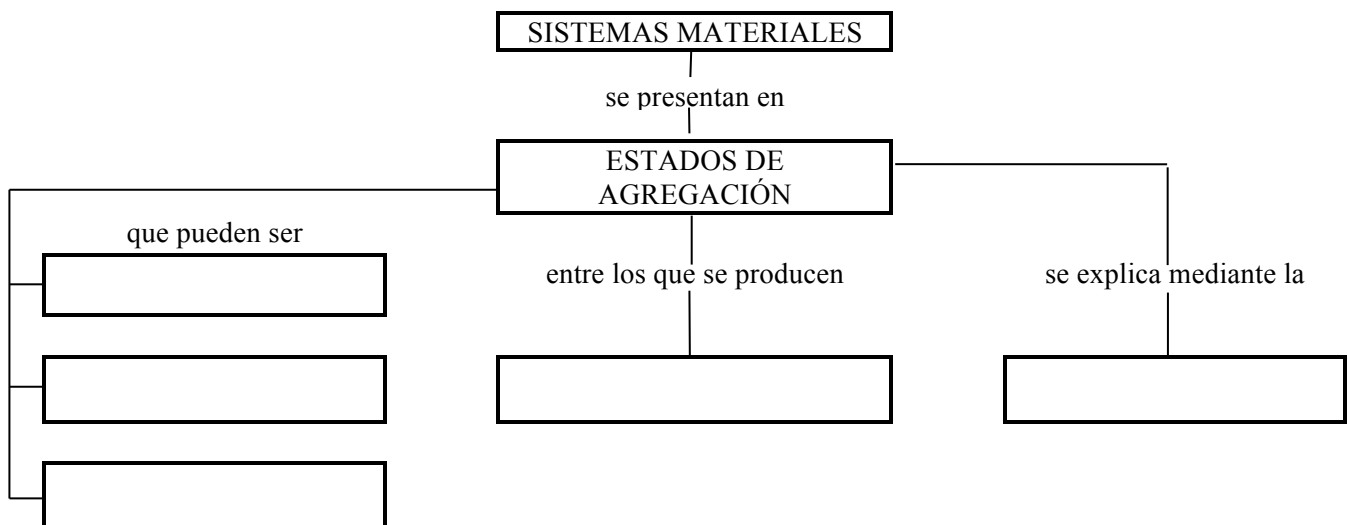 SISTEMAS MATERIALES
se presentan en
ESTADOS DE
AGREGACIÓN
que pueden ser
entre los que se producen
se explica mediante la